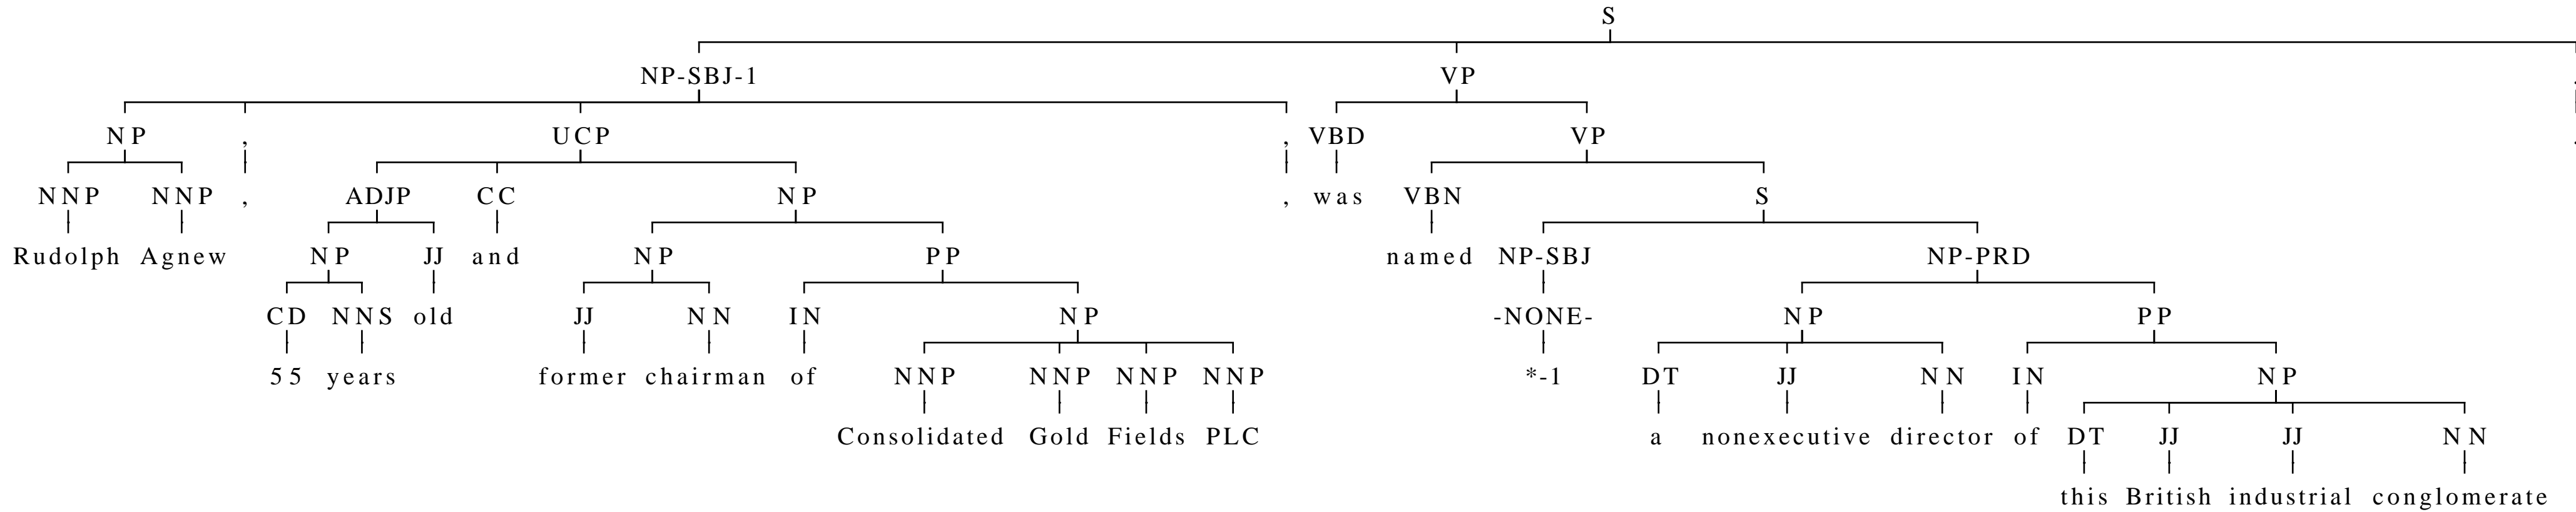 S
NP-SBJ-1 VP .
NP , UCP , VBD VP .
NNP NNP , ADJP CC NP , was VBN S
Rudolph Agnew NP JJ and NP PP named NP-SBJ NP-PRD
CD NNS old JJ NN IN NP -NONE- NP PP
55 years former chairman of NNP NNP NNP NNP *-1 DT JJ NN IN NP
Consolidated Gold Fields PLC a nonexecutive director of DT JJ JJ NN
this British industrial conglomerate